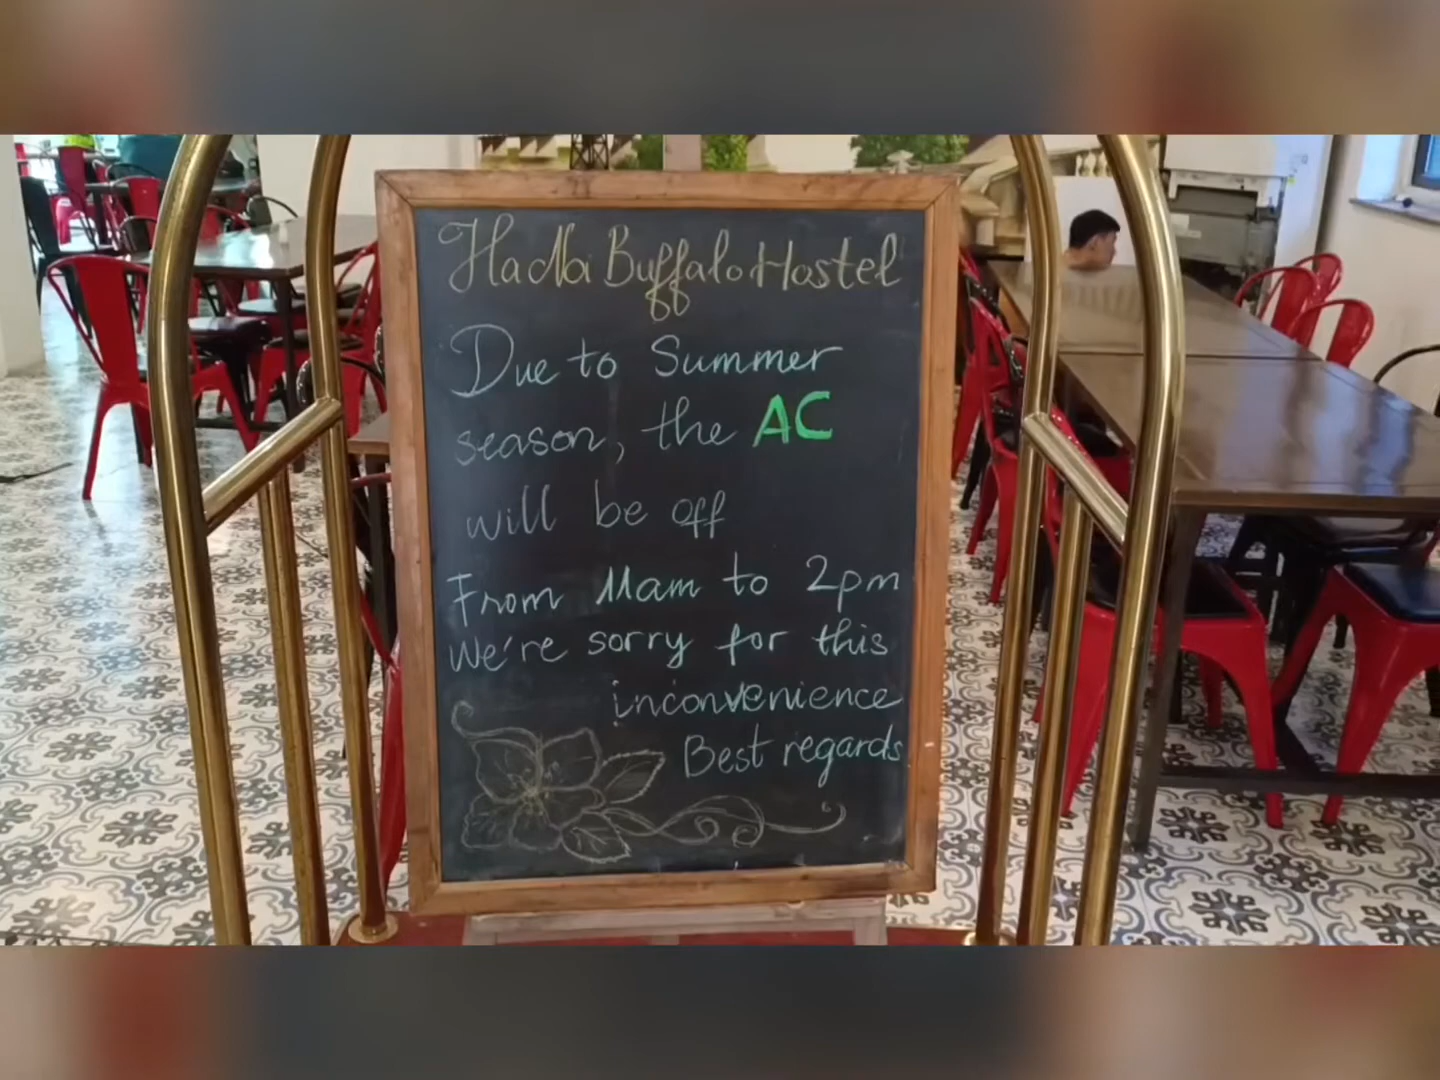 Buffalo Hostel
Due to Summer
season, the AC
will be off
From 11am to 2pm
We're sorry for this
inconvenience
Best regards